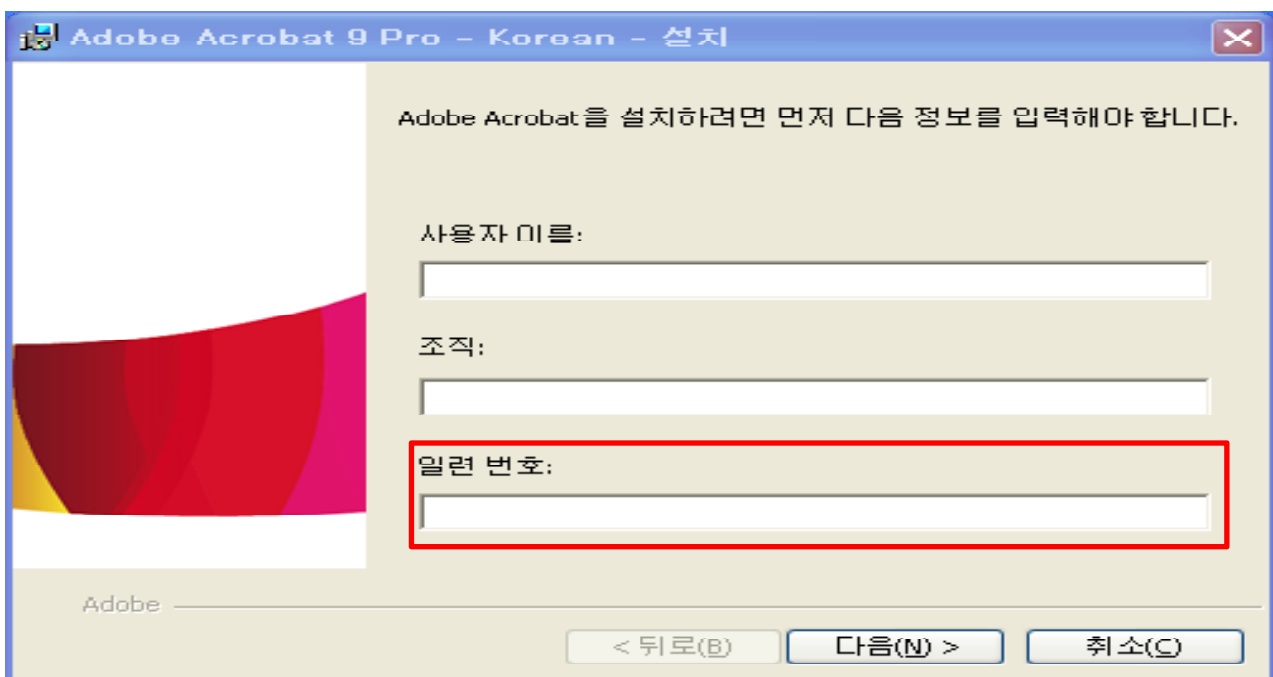 Adobe Acrobat 9 Pro - Korean - 설치
Adobe Acrobat을 설치하려면 먼저 다음 정보를 입력해야 합니다.
사용자 이름:
조직:
일련 번호:
Adobe
< 뒤로(B) 다음(N) > 취소(C)